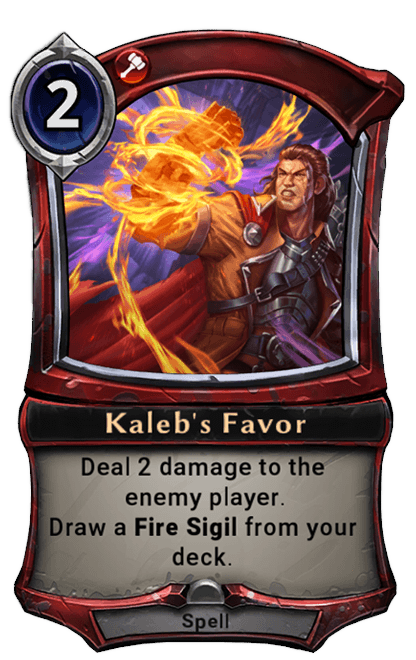 2
Kaleb's Favor
Deal 2 damage to the
enemy player.
Draw a Fire Sigil from your
deck.
Spell